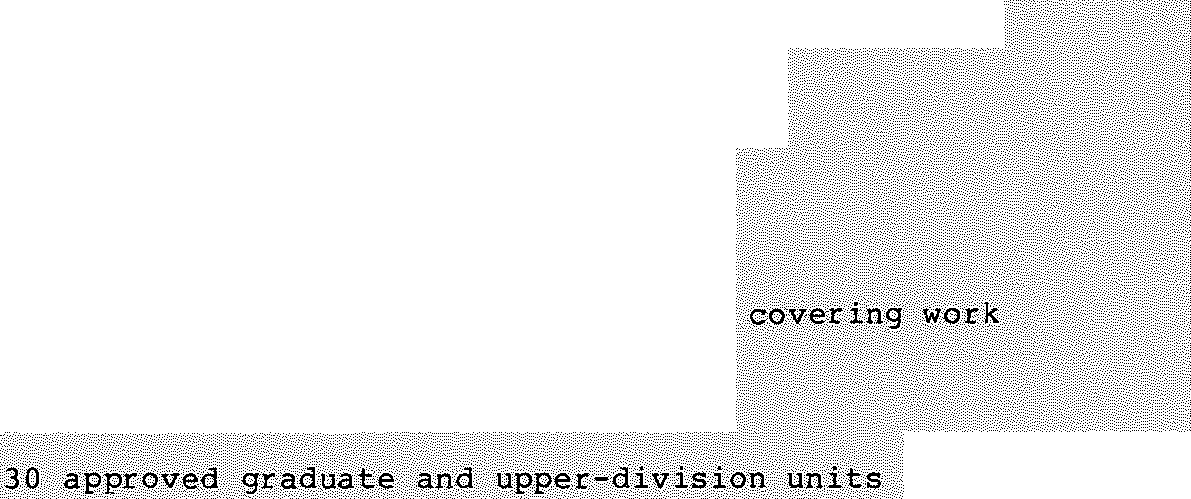 covering work
30 approved graduate and upper-division units